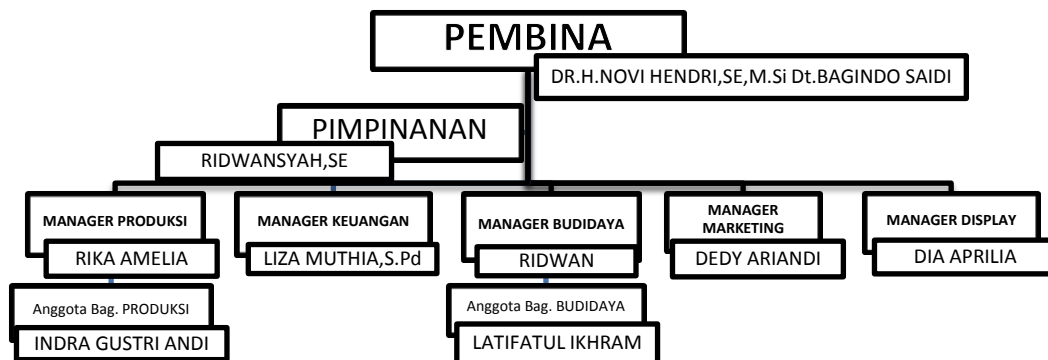 PEMBINA
DR.H.NOVI HENDRI,SE,M.Si Dt.BAGINDO SAIDI
PIMPINANAN
RIDWANSYAH,SE
MANAGER PRODUKSI
RIKA AMELIA
MANAGER KEUANGAN
LIZA MUTHIA,S.Pd
MANAGER BUDIDAYA
RIDWAN
MANAGER
MARKETING
DEDY ARIANDI
MANAGER DISPLAY
DIA APRILIA
Anggota Bag. PRODUKSI
INDRA GUSTRI ANDI
Anggota Bag. BUDIDAYA
LATIFATUL IKHRAM